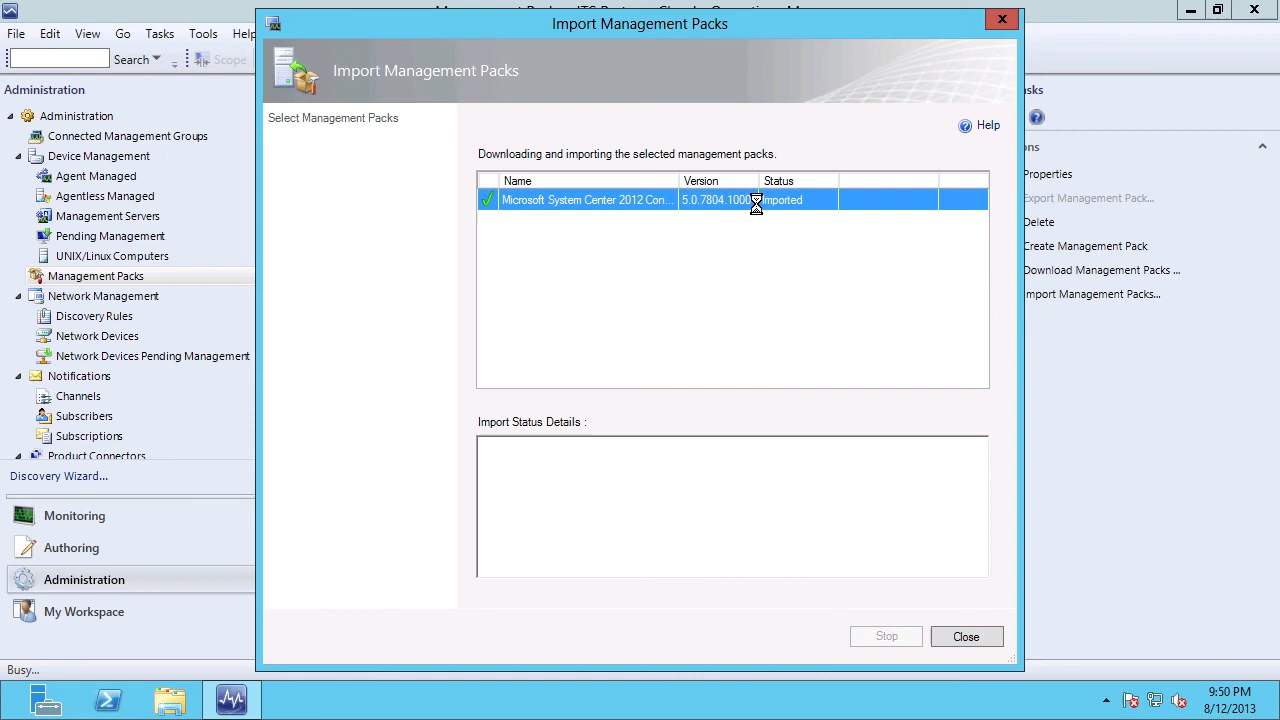 Import Management Packs
File Edit View Go Tasks Tools Help
Search
Scope
Import Management Packs
Administration
Select Management Packs
Help
Administration
Connected Management Groups
Device Management
Agent Managed
Agentless Managed
Management Servers
Pending Management
UNIX/Linux Computers
Management Packs
Network Management
Discovery Rules
Network Devices
Network Devices Pending Management
Notifications
Channels
Subscribers
Subscriptions
Product Connectors
Discovery Wizard...
Monitoring
Authoring
Administration
My Workspace
Busy...
Downloading and importing the selected management packs.
Name Version Status
Microsoft System Center 2012 Con... 5.0.7804.1000 Imported
Import Status Details :
Stop Close
Properties
Export Management Pack...
Delete
Create Management Pack
Download Management Packs ...
Import Management Packs...
9:50 PM
8/12/2013